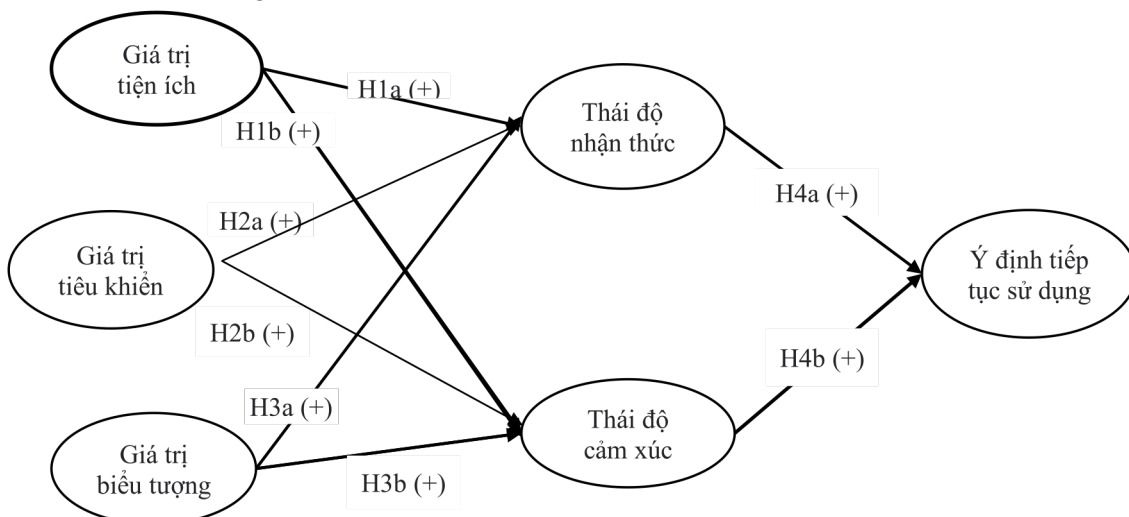 Giá trị
tiện ích
H1a (+)
H1b (+)
Thái độ
nhận thức
H2a (+)
H4a (+)
Giá trị
tiêu khiển
Ý định tiếp
tục sử dụng
H2b (+)
H4b (+)
H3a (+)
Thái độ
cảm xúc
Giá trị
biểu tượng
H3b (+)